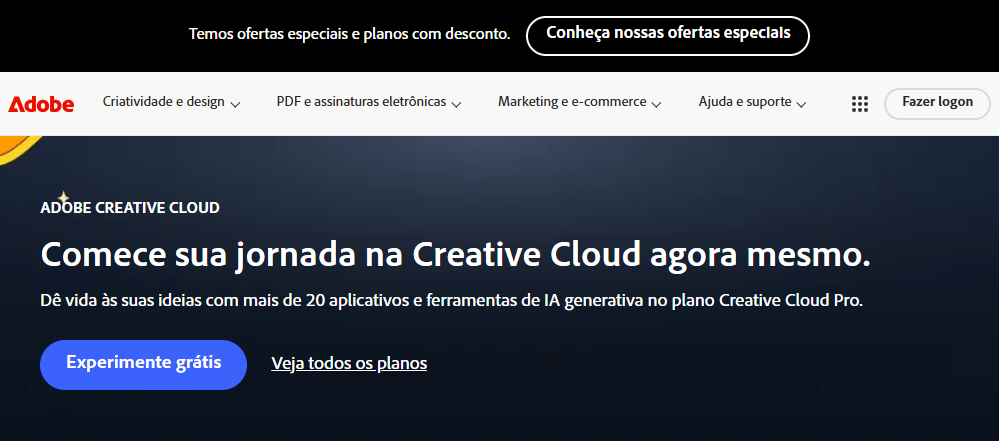 Temos ofertas especiais e planos com desconto. Conheça nossas ofertas especiais
Adobe Criatividade e design PDF e assinaturas eletrônicas Marketing e e-commerce Ajuda e suporte Fazer logon
ADOBE CREATIVE CLOUD
Comece sua jornada na Creative Cloud agora mesmo.
Dê vida às suas ideias com mais de 20 aplicativos e ferramentas de IA generativa no plano Creative Cloud Pro.
Experimente grátis Veja todos os planos